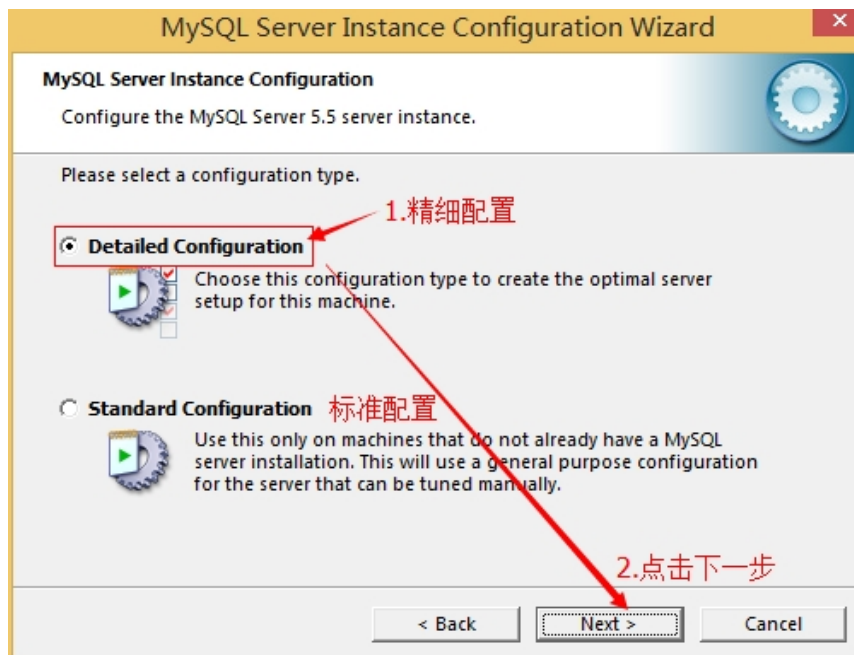 MySQL Server Instance Configuration Wizard
MySQL Server Instance Configuration
Configure the MySQL Server 5.5 server instance.
Please select a configuration type.
1.精细配置
Detailed Configuration
Choose this configuration type to create the optimal server
setup for this machine.
Standard Configuration 标准配置
Use this only on machines that do not already have a MySQL
server installation. This will use a general purpose configuration
for the server that can be tuned manually.
2.点击下一步
< Back Next > Cancel